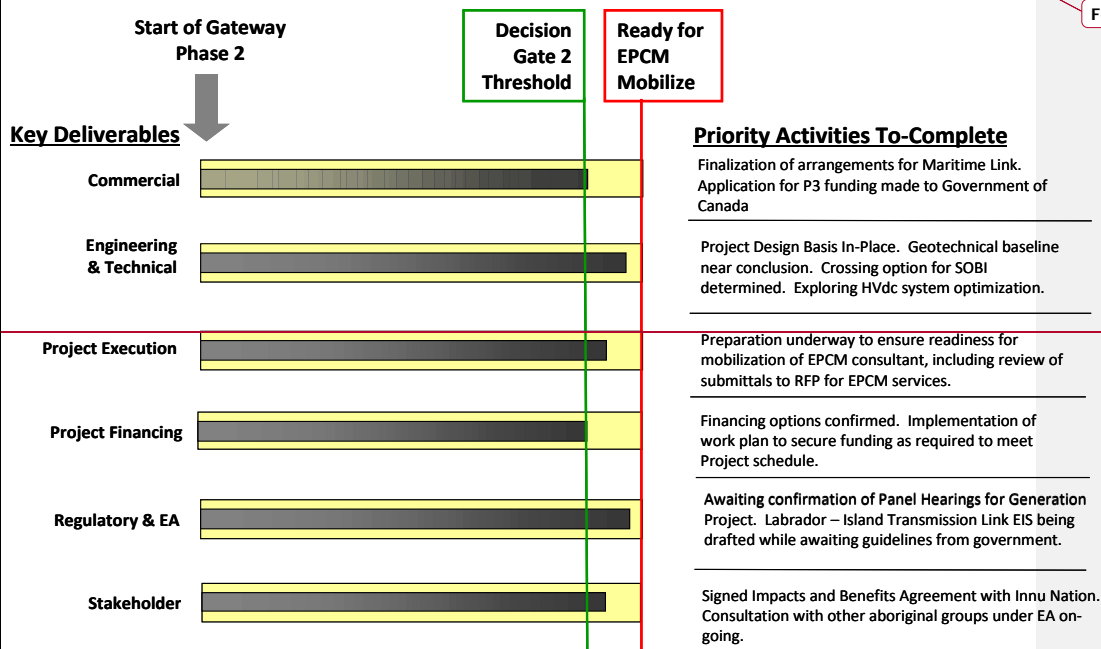 F
Start of Gateway
Phase 2
Decision
Gate 2
Threshold
Ready for
EPCM
Mobilize
Key Deliverables
Priority Activities To-Complete
Commercial
Finalization of arrangements for Maritime Link.
Application for P3 funding made to Government of
Canada
Engineering
& Technical
Project Design Basis In-Place.  Geotechnical baseline
near conclusion.  Crossing option for SOBI
determined.  Exploring HVdc system optimization.
Project Execution
Preparation underway to ensure readiness for
mobilization of EPCM consultant, including review of
submittals to RFP for EPCM services.
Project Financing
Financing options confirmed.  Implementation of
work plan to secure funding as required to meet
Project schedule.
Regulatory & EA
Awaiting confirmation of Panel Hearings for Generation
Project.  Labrador – Island Transmission Link EIS being
drafted while awaiting guidelines from government.
Stakeholder
Signed Impacts and Benefits Agreement with Innu Nation.
Consultation with other aboriginal groups under EA on-
going.